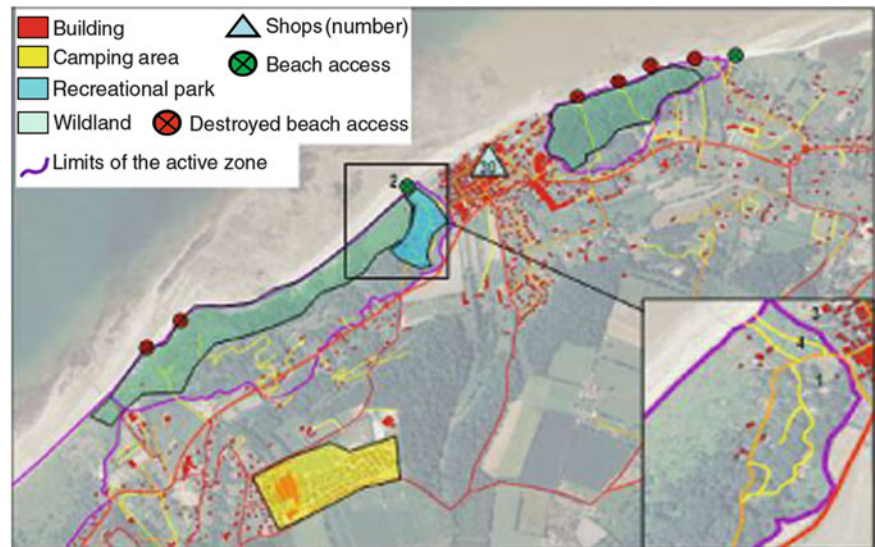 Building
Camping area
Recreational park
Wildland
Limits of the active zone
Shops (number)
Beach access
Destroyed beach access
2
3
4
1